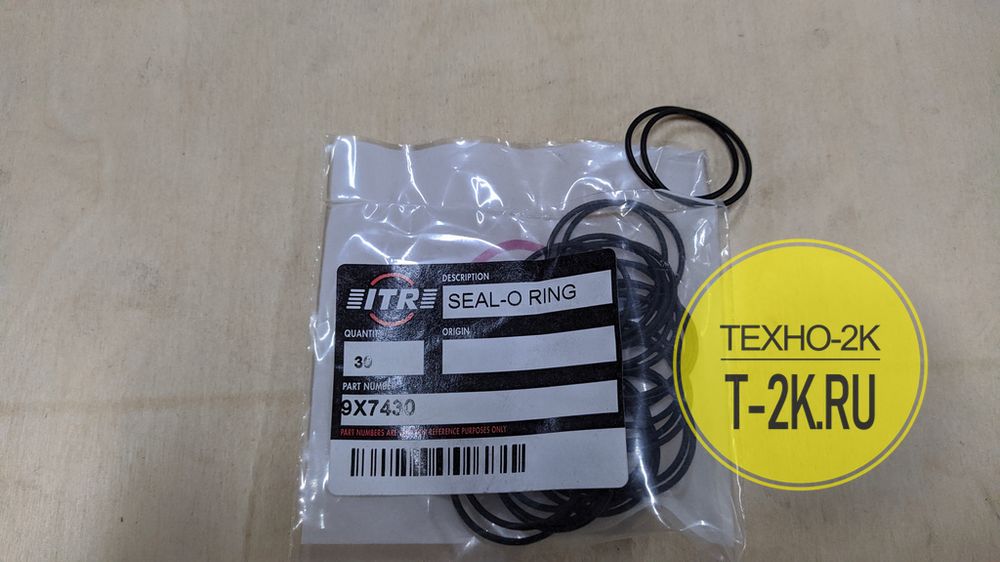 ITR
DESCRIPTION
SEAL-O RING
QUANTITY
ORIGIN
30
PART NUMBER
9X7430
PART NUMBERS ARE FOR REFERENCE PURPOSES ONLY
ТЕХНО-2К
T-2K.RU